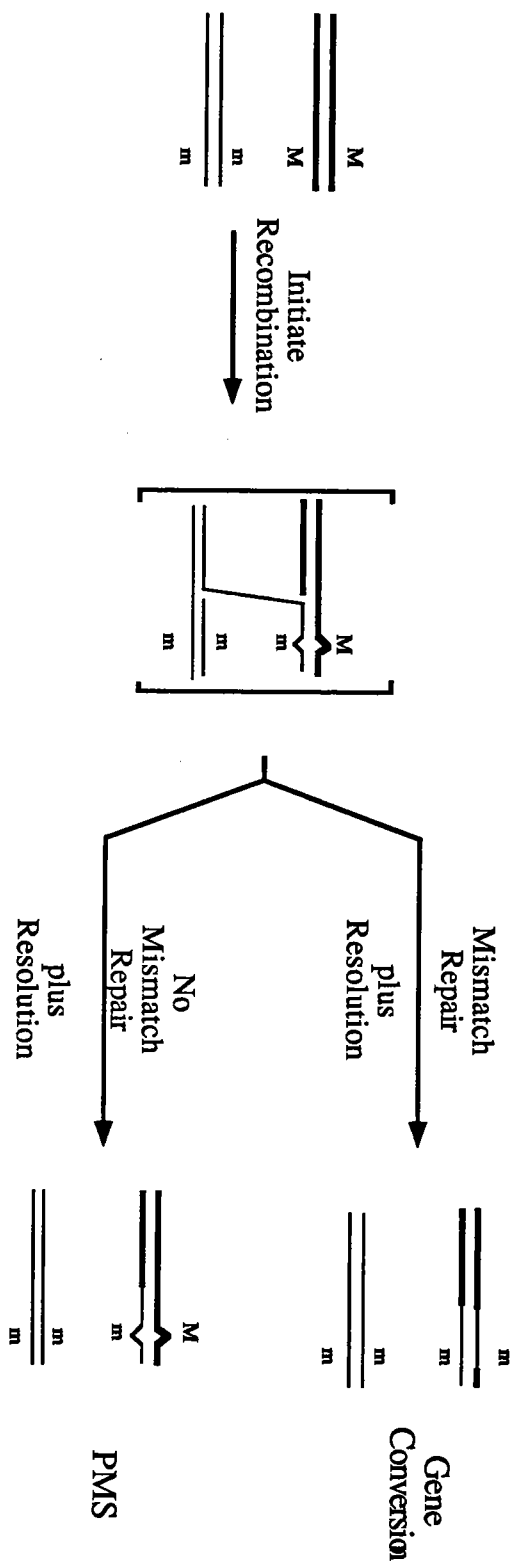 M
M
m
m
Initiate
Recombination
M
m
m
m
Mismatch
Repair
plus
Resolution
No
Mismatch
Repair
plus
Resolution
m
m
m
m
Gene
Conversion
M
m
m
m
PMS